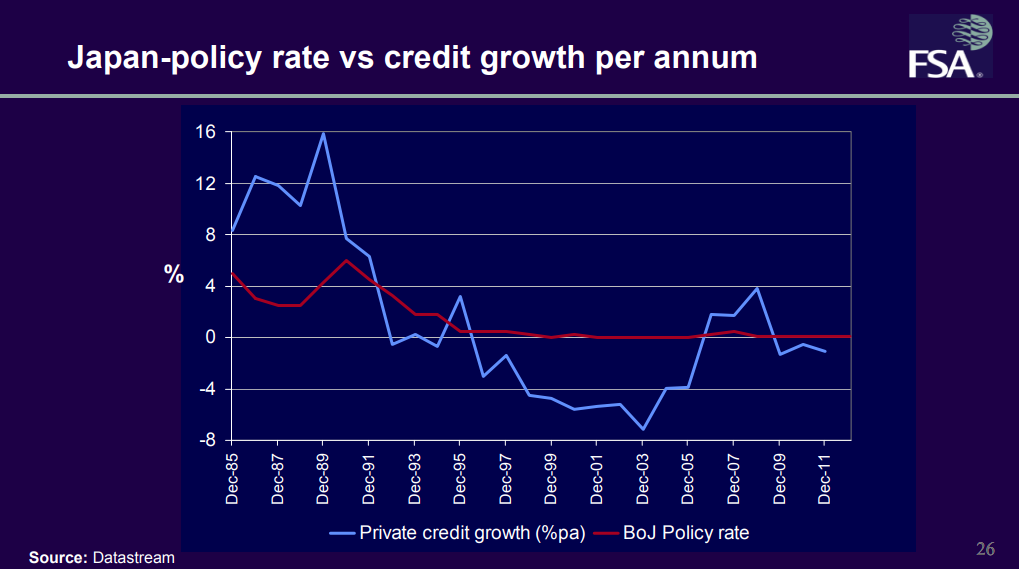 Japan-policy rate vs credit growth per annum
FSA
®
16
12
8
4
0
-4
-8
%
Dec-85
Dec-87
Dec-89
Dec-91
Dec-93
Dec-95
Dec-97
Dec-99
Dec-01
Dec-03
Dec-05
Dec-07
Dec-09
Dec-11
Private credit growth (%pa)
BoJ Policy rate
Source: Datastream
26